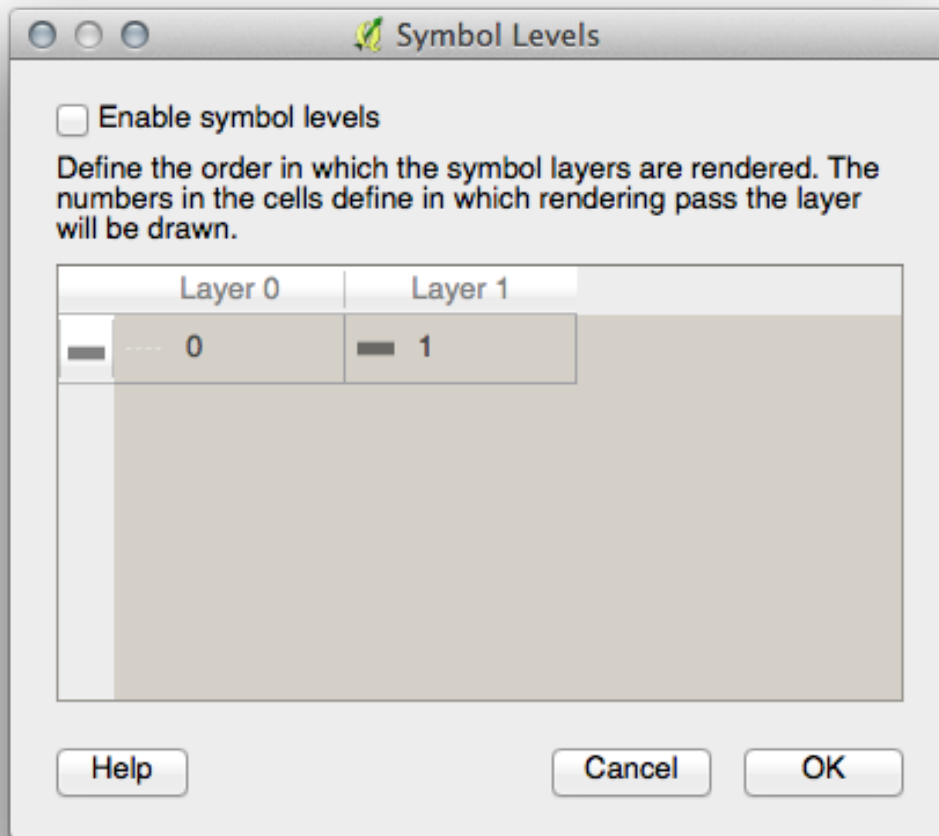 Symbol Levels
Enable symbol levels
Define the order in which the symbol layers are rendered. The
numbers in the cells define in which rendering pass the layer
will be drawn.
Layer 0 Layer 1
0 1
Help Cancel OK